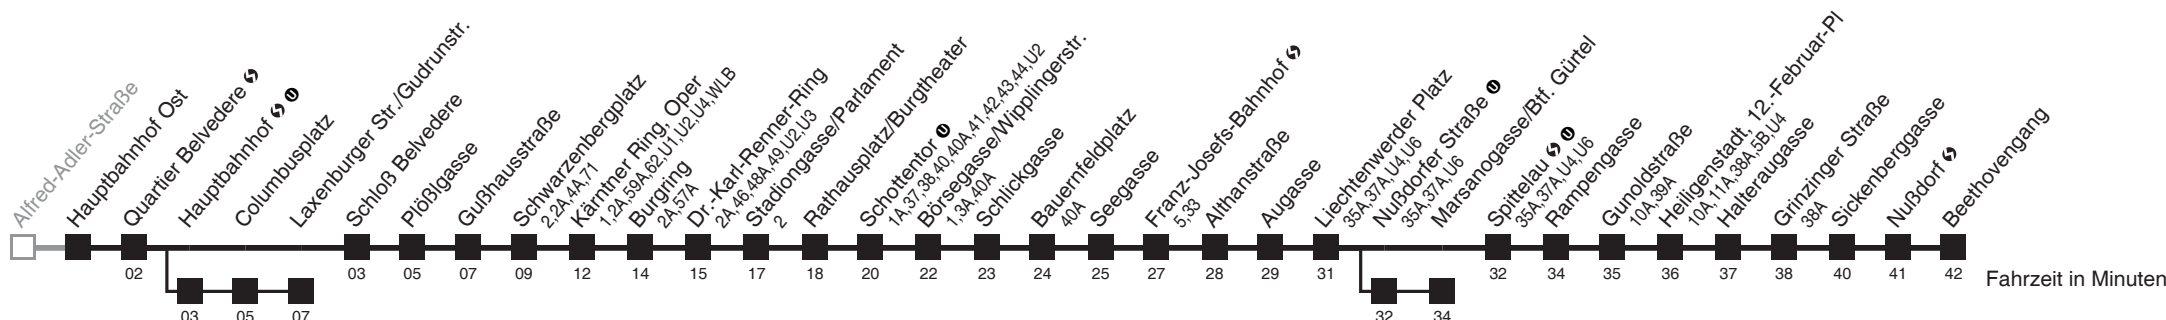 Alfred-Adler-Straße
Hauptbahnhof Ost
Quartier Belvedere S
02
Hauptbahnhof S U
03
Columbusplatz
05
Laxenburger Str./Gudrunstr.
07
Schloß Belvedere
03
Plößlgasse
05
Gußhausstraße
07
Schwarzenbergplatz
2,2A,4A,71
09
Kärntner Ring, Oper
1,2A,59A,62,U1,U2,U4,WLB
12
Burgring
2A,57A
14
Dr.-Karl-Renner-Ring
2A,46,48A,49,U2,U3
15
Stadiongasse/Parlament
2
17
Rathausplatz/Burgtheater
18
Schottentor U
1A,37,38,40,40A,41,42,43,44,U2
20
Börsegasse/Wipplingerstr.
1,3A,40A
22
Schlickgasse
23
Bauernfeldplatz
40A
24
Seegasse
25
Franz-Josefs-Bahnhof S
5,33
27
Althanstraße
28
Augasse
29
Liechtenwerder Platz
35A,37A,U4,U6
31
Nußdorfer Straße U
35A,37A,U6
32
Marsanogasse/Btf. Gürtel
34
Spittelau S U
35A,37A,U4,U6
32
Rampengasse
34
Gunoldstraße
10A,39A
35
Heiligenstadt, 12.-Februar-Pl
10A,11A,38A,5B,U4
36
Halteraugasse
37
Grinzinger Straße
38A
38
Sickenberggasse
40
Nußdorf S
41
Beethovengang
42
Fahrzeit in Minuten